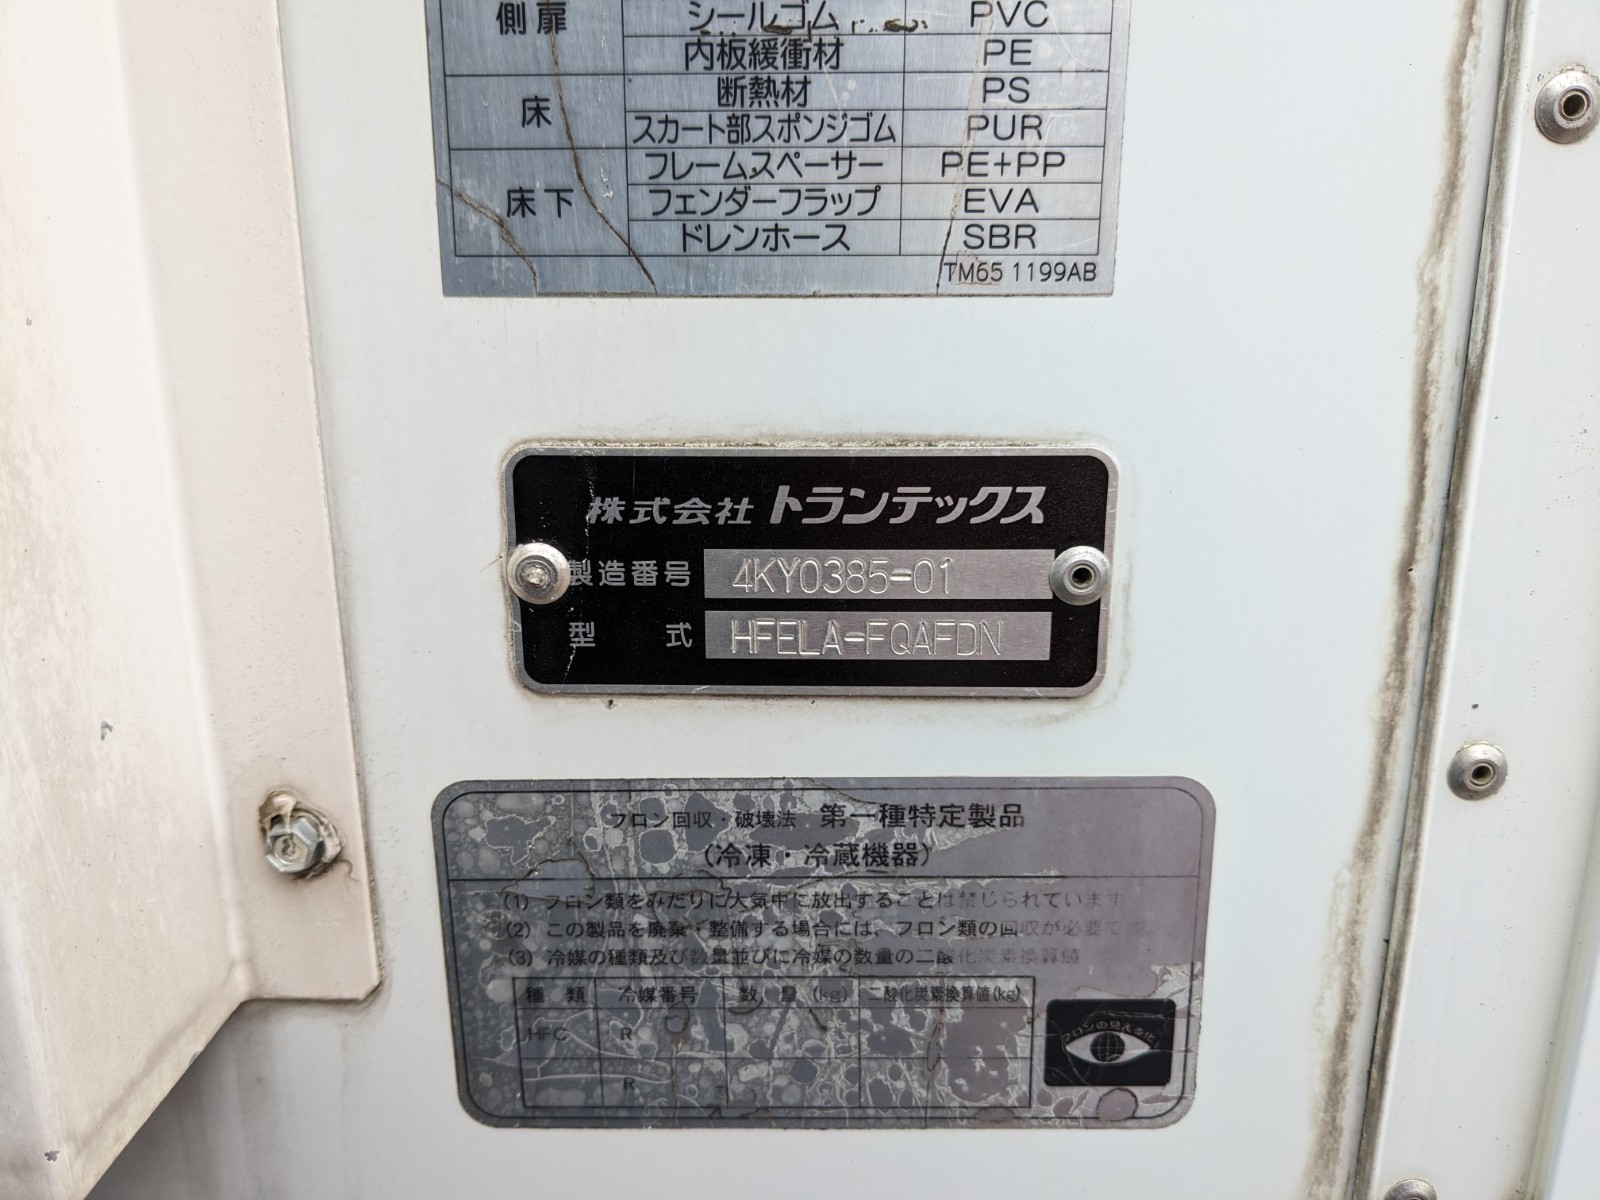 側扉 シールゴム PVC
内板緩衝材 PE
床 断熱材 PS
スカート部スポンジゴム PUR
フレームスペーサー PE+PP
床下 フェンダーフラップ EVA
ドレンホース SBR
TM65 1199AB
株式会社 トランテックス
製造番号 4KY0385-01
型式 HFELA-FQAFDN
フロン回収・破壊法 第一種特定製品
(冷凍・冷蔵機器)
(1) フロン類をみだりに大気中に放出することは禁じられています
(2) この製品を廃棄・整備する場合には、フロン類の回収が必要です
(3) 冷媒の種類及び数量並びに冷媒の数量の二酸化炭素換算値
種類 冷媒番号 数量(kg) 二酸化炭素換算値(kg)
HFC R
R
フロンの見える化